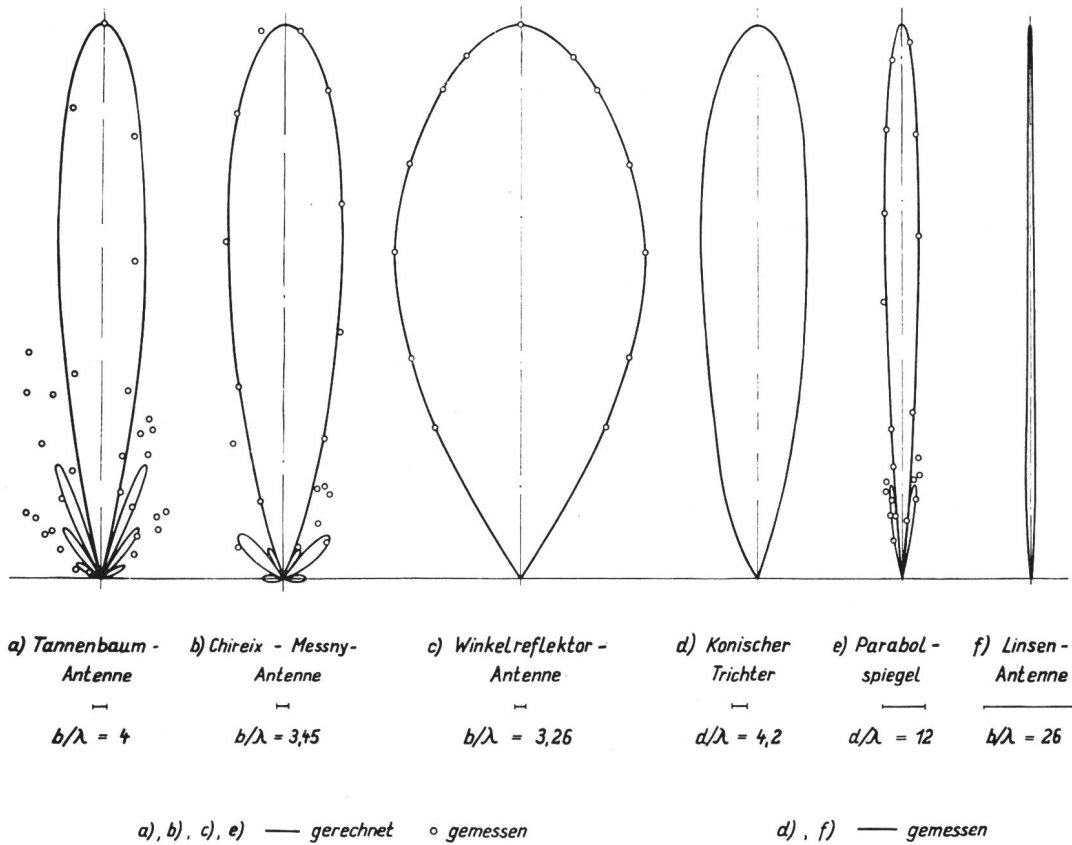 a) Tannenbaum-
Antenne
b/λ = 4
b) Chireix - Messny-
Antenne
b/λ = 3,45
c) Winkelreflektor-
Antenne
b/λ = 3,26
d) Konischer
Trichter
d/λ = 4,2
e) Parabol-
spiegel
d/λ = 12
f) Linsen-
Antenne
b/λ = 26
a), b), c), e) — gerechnet ○ gemessen
d), f) — gemessen